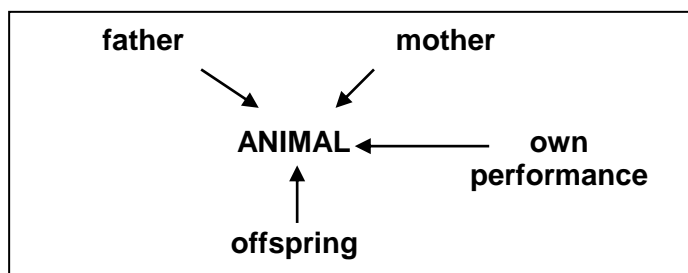 father mother
ANIMAL own
performance
offspring